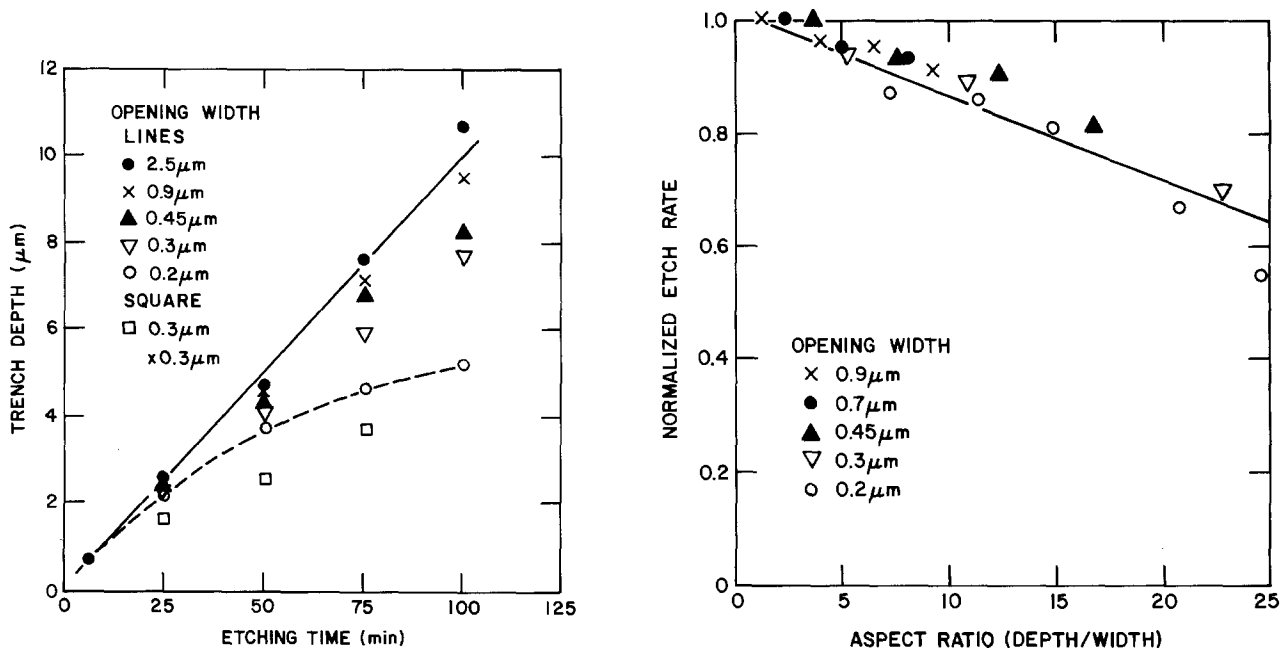 12
10
8
6
4
2
0
TRENCH DEPTH (μm)
OPENING WIDTH
LINES
2.5μm
0.9μm
0.45μm
0.3μm
0.2μm
SQUARE
0.3μm
x0.3μm
0 25 50 75 100 125
ETCHING TIME (min)
1.0
0.8
0.6
0.4
0.2
0
NORMALIZED ETCH RATE
OPENING WIDTH
0.9μm
0.7μm
0.45μm
0.3μm
0.2μm
0 5 10 15 20 25
ASPECT RATIO (DEPTH/WIDTH)